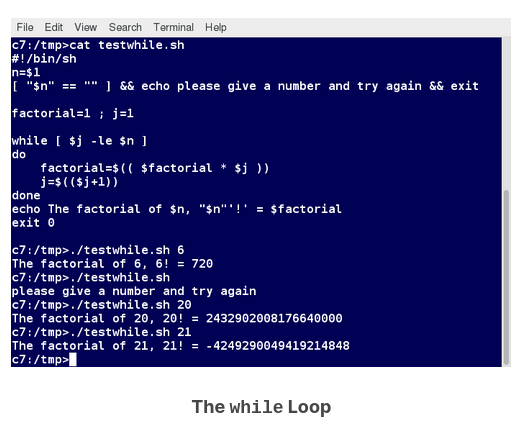 File Edit View Search Terminal Help
c7:/tmp>cat testwhile.sh
#!/bin/sh
n=$1
[ "$n" == "" ] && echo please give a number and try again && exit
factorial=1 ; j=1
while [ $j -le $n ]
do
    factorial=$(( $factorial * $j ))
    j=$(($j+1))
done
echo The factorial of $n, "$n"'!' = $factorial
exit 0
c7:/tmp>./testwhile.sh 6
The factorial of 6, 6! = 720
c7:/tmp>./testwhile.sh
please give a number and try again
c7:/tmp>./testwhile.sh 20
The factorial of 20, 20! = 2432902008176640000
c7:/tmp>./testwhile.sh 21
The factorial of 21, 21! = -4249290049419214848
c7:/tmp>
The while Loop